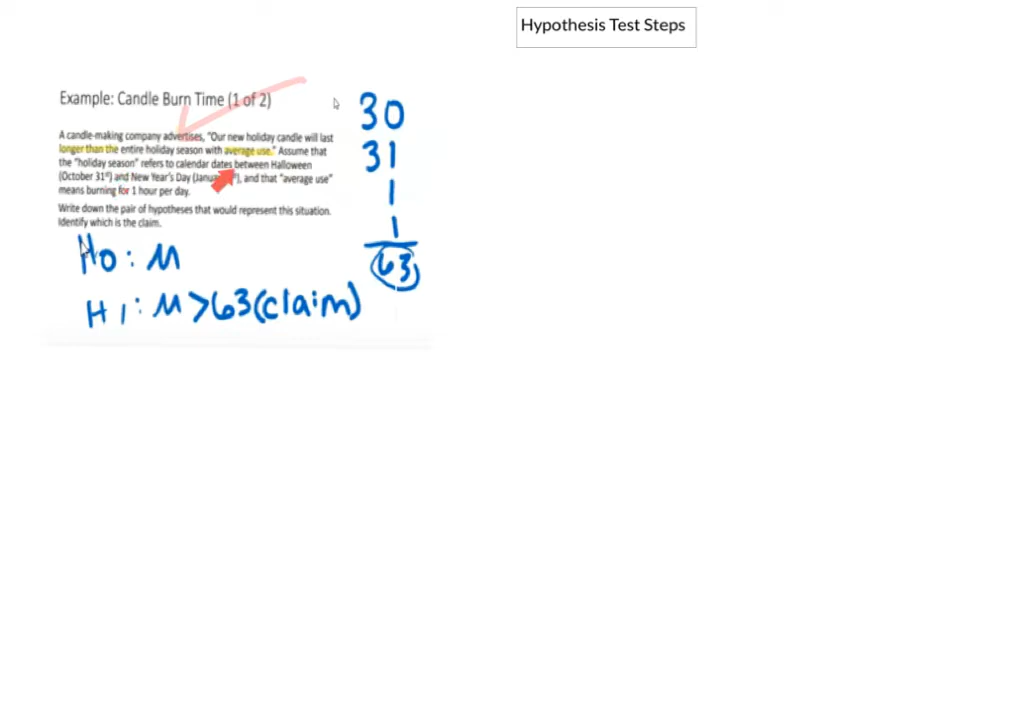 Hypothesis Test Steps
Example: Candle Burn Time (1 of 2)
A candle-making company advertises, "Our new holiday candle will last
longer than the entire holiday season with average use." Assume that
the "holiday season" refers to calendar dates between Halloween
(October 31st) and New Year's Day ( ), and that "average use"
means burning for 1 hour per day.
Write down the pair of hypotheses that would represent this situation.
Identify which is the claim.
30
31
1
1
63
H0: M
H1: M>63(claim)